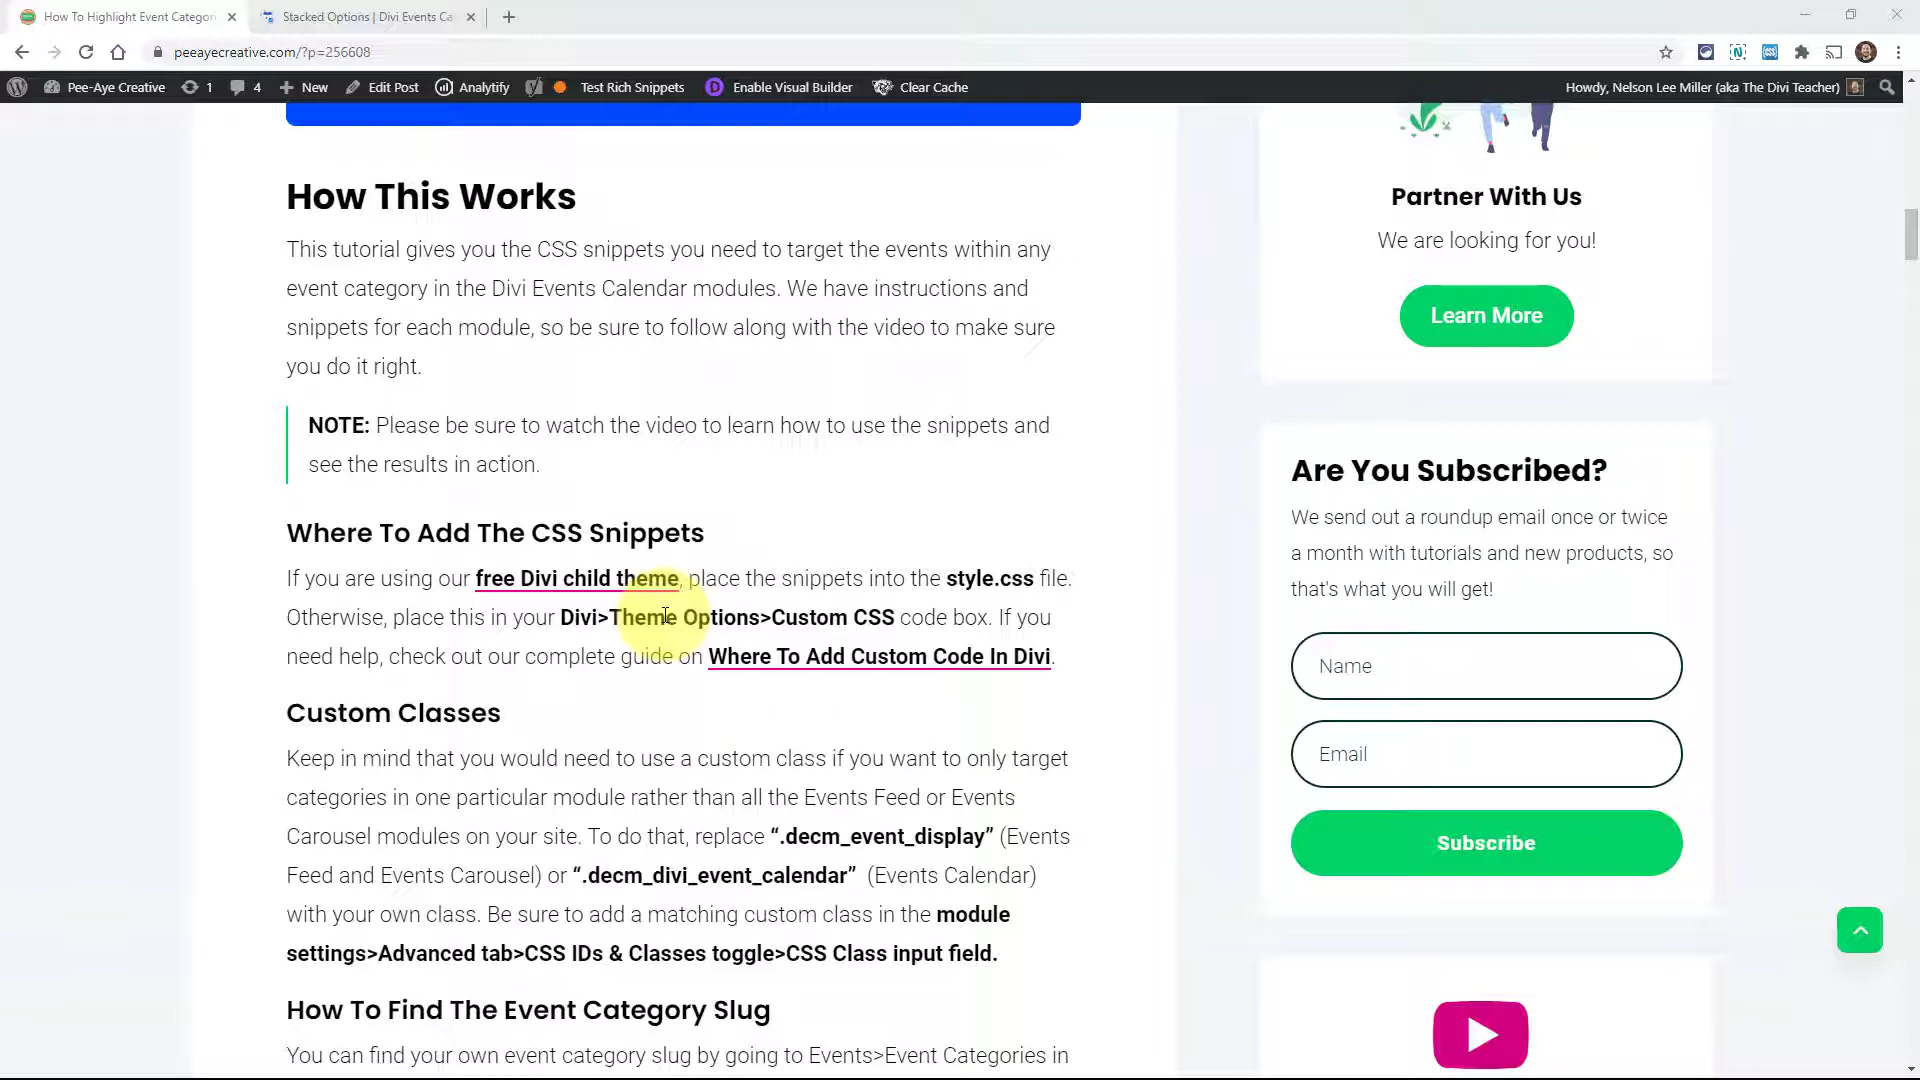 How To Highlight Event Categor
Stacked Options | Divi Events Ca
peeayecreative.com/?p=256608
Pee-Aye Creative 1 4 New Edit Post Analytify Test Rich Snippets Enable Visual Builder Clear Cache Howdy, Nelson Lee Miller (aka The Divi Teacher)
How This Works
This tutorial gives you the CSS snippets you need to target the events within any
event category in the Divi Events Calendar modules. We have instructions and
snippets for each module, so be sure to follow along with the video to make sure
you do it right.
NOTE: Please be sure to watch the video to learn how to use the snippets and
see the results in action.
Where To Add The CSS Snippets
If you are using our free Divi child theme, place the snippets into the style.css file.
Otherwise, place this in your Divi>Theme Options>Custom CSS code box. If you
need help, check out our complete guide on Where To Add Custom Code In Divi.
Custom Classes
Keep in mind that you would need to use a custom class if you want to only target
categories in one particular module rather than all the Events Feed or Events
Carousel modules on your site. To do that, replace “.decm_event_display” (Events
Feed and Events Carousel) or “.decm_divi_event_calendar” (Events Calendar)
with your own class. Be sure to add a matching custom class in the module
settings>Advanced tab>CSS IDs & Classes toggle>CSS Class input field.
How To Find The Event Category Slug
You can find your own event category slug by going to Events>Event Categories in
Partner With Us
We are looking for you!
Learn More
Are You Subscribed?
We send out a roundup email once or twice
a month with tutorials and new products, so
that's what you will get!
Name
Email
Subscribe